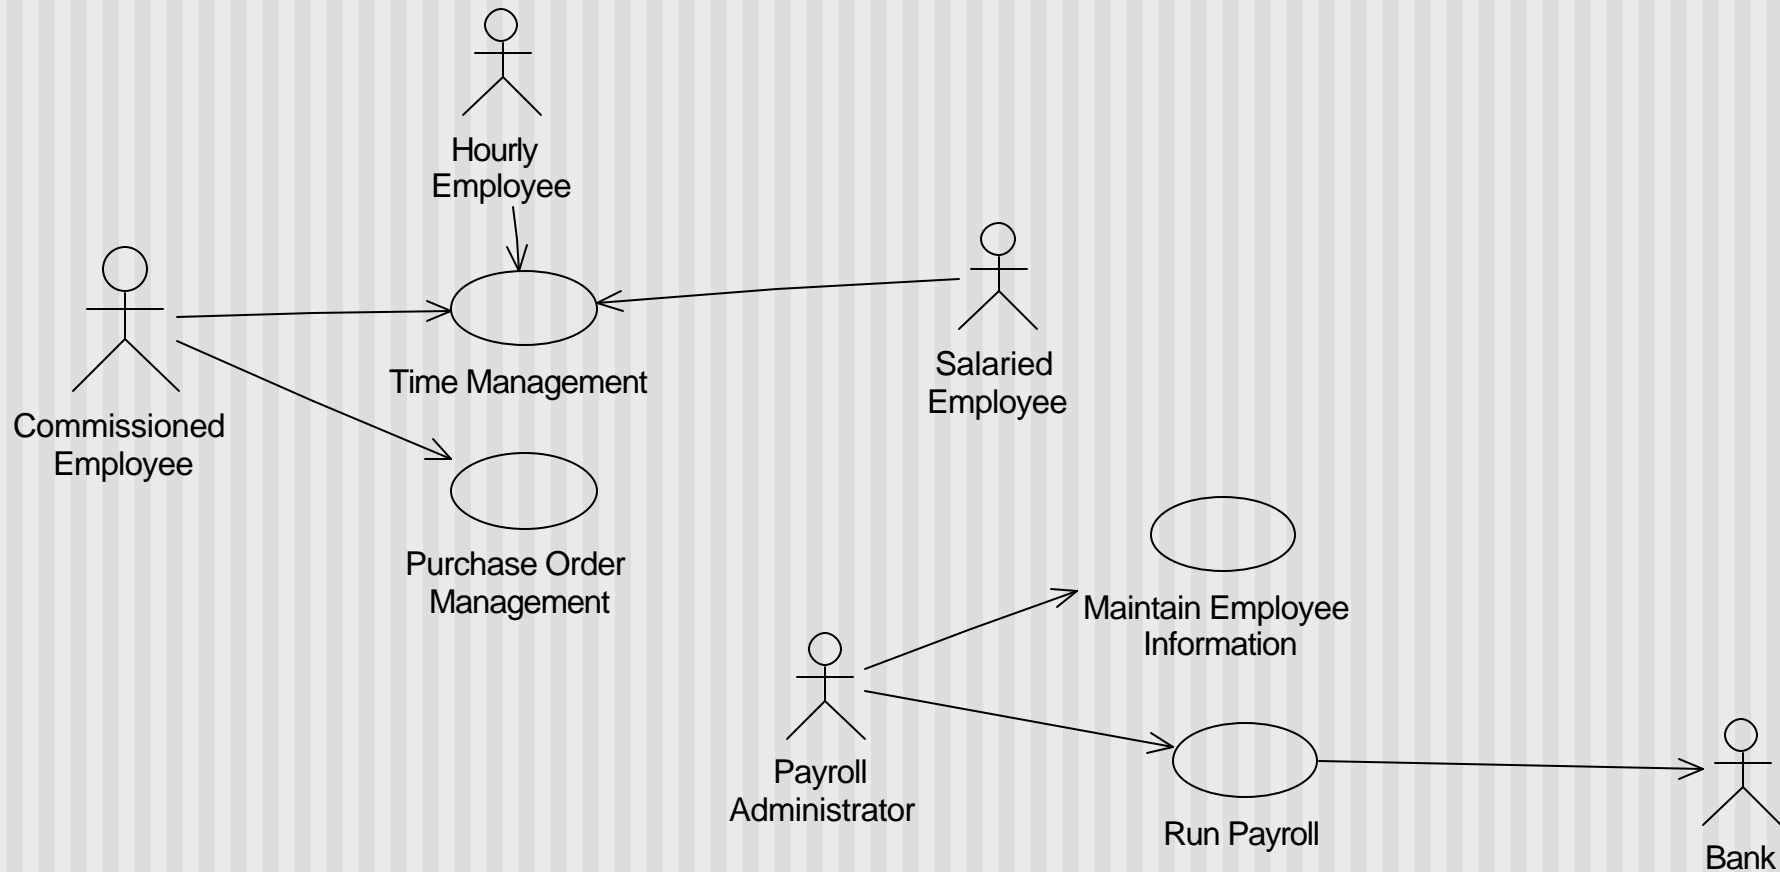 Hourly
Employee
Commissioned
Employee
Time Management
Salaried
Employee
Purchase Order
Management
Maintain Employee
Information
Payroll
Administrator
Run Payroll
Bank